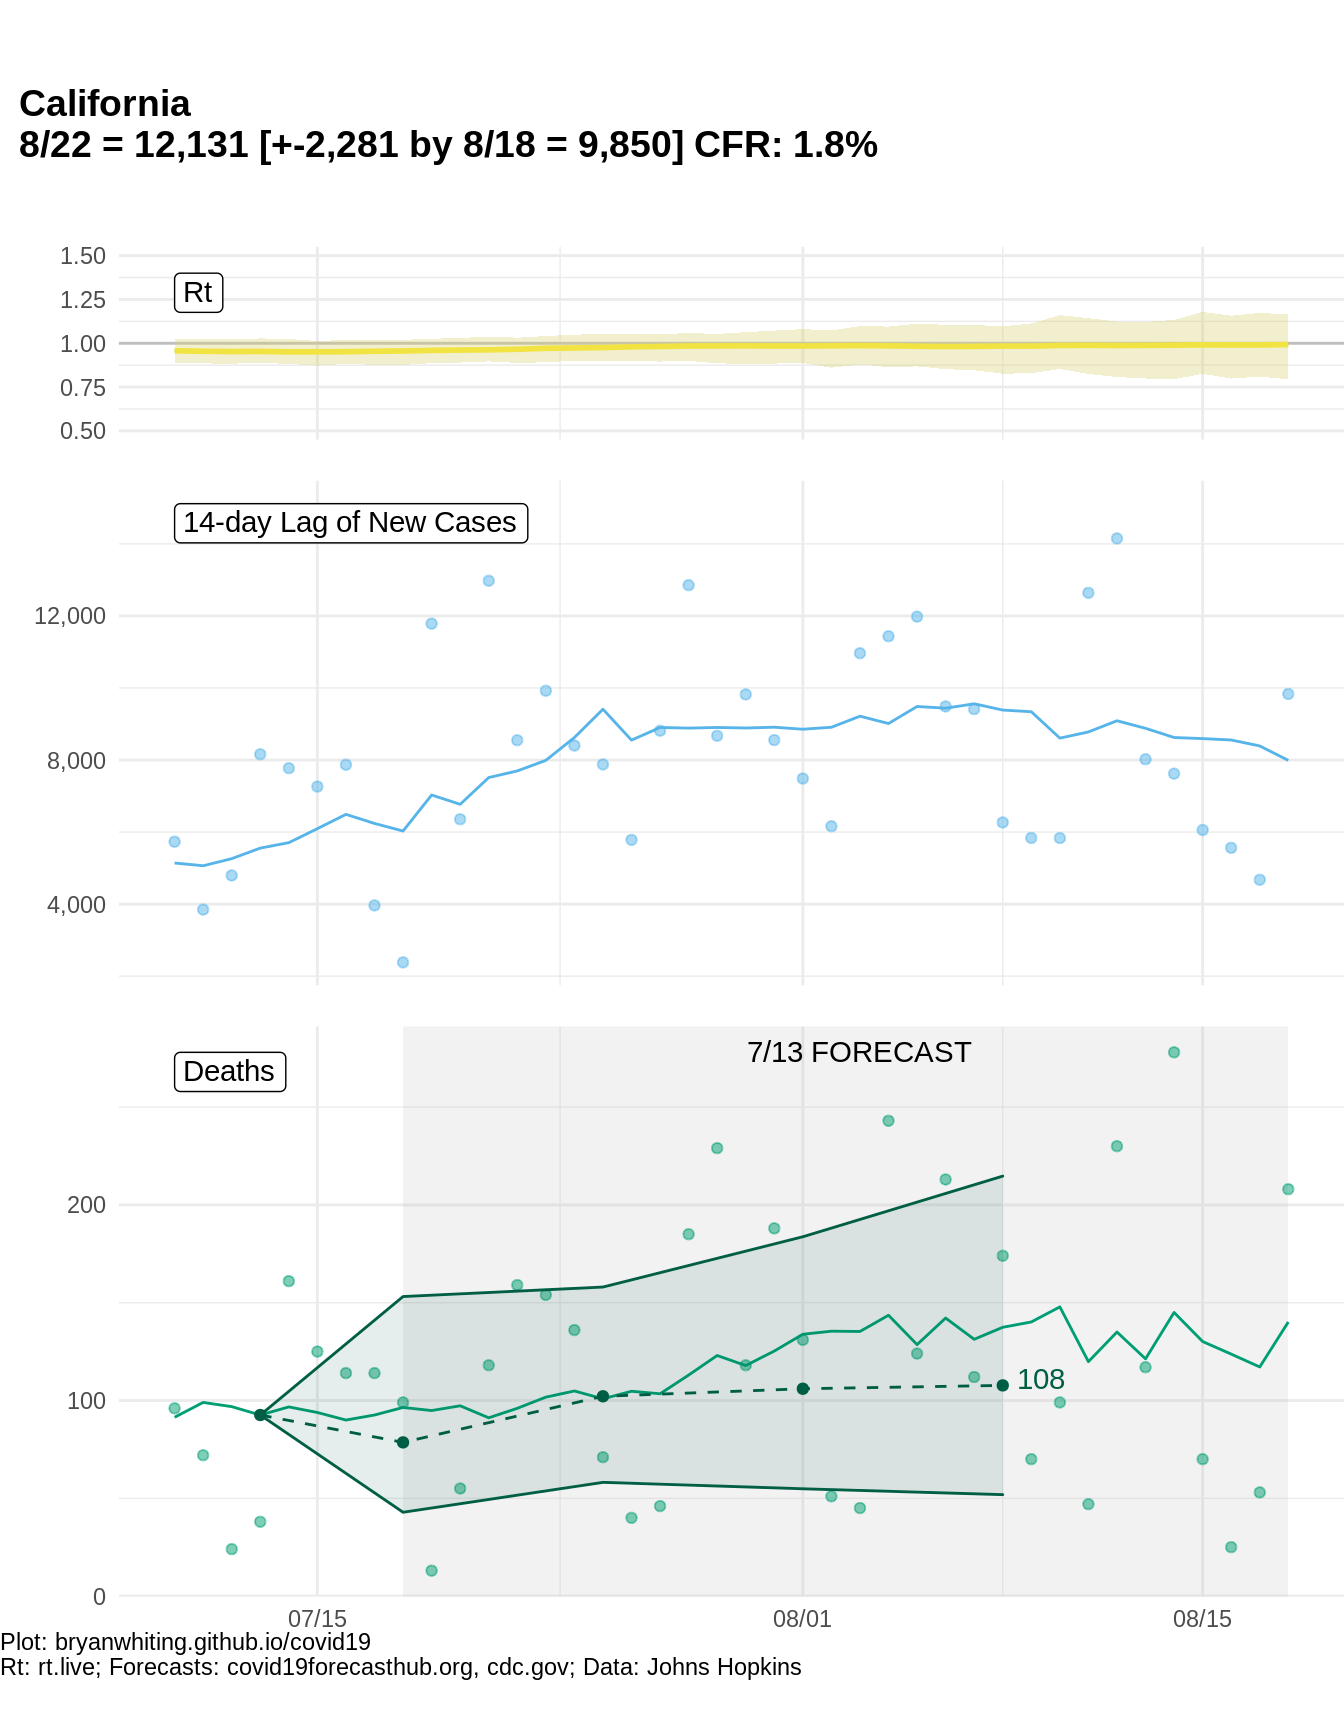 California
8/22 = 12,131 [+-2,281 by 8/18 = 9,850] CFR: 1.8%
1.50
Rt
1.25
1.00
0.75
0.50
14-day Lag of New Cases
12,000
8,000
4,000
7/13 FORECAST
Deaths
200
108
100
0
07/15 08/01 08/15
Plot: bryanwhiting.github.io/covid19
Rt: rt.live; Forecasts: covid19forecasthub.org, cdc.gov; Data: Johns Hopkins